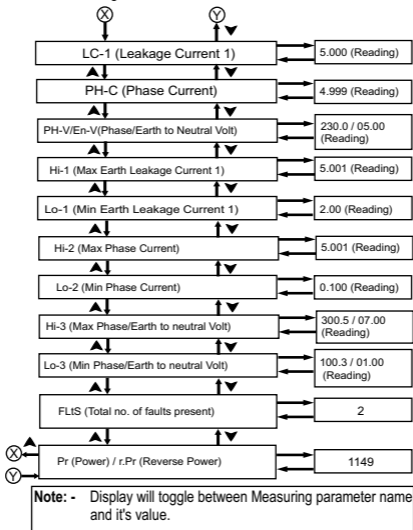 X Y
LC-1 (Leakage Current 1) 5.000 (Reading)
PH-C (Phase Current) 4.999 (Reading)
PH-V/En-V(Phase/Earth to Neutral Volt) 230.0 / 05.00
(Reading)
Hi-1 (Max Earth Leakage Current 1) 5.001 (Reading)
Lo-1 (Min Earth Leakage Current 1) 2.00 (Reading)
Hi-2 (Max Phase Current) 5.001 (Reading)
Lo-2 (Min Phase Current) 0.100 (Reading)
Hi-3 (Max Phase/Earth to neutral Volt) 300.5 / 07.00
(Reading)
Lo-3 (Min Phase/Earth to neutral Volt) 100.3 / 01.00
(Reading)
FLtS (Total no. of faults present) 2
X
Pr (Power) / r.Pr (Reverse Power) 1149
Y
Note: - Display will toggle between Measuring parameter name
and it's value.